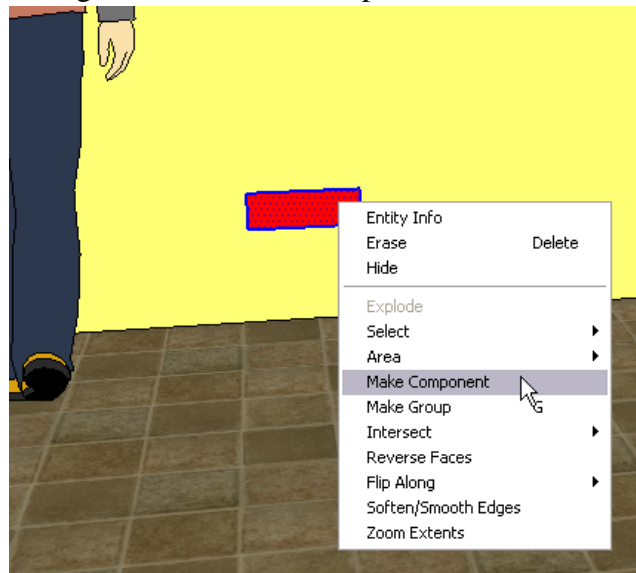 Entity Info
Erase Delete
Hide
Explode
Select
Area
Make Component
Make Group G
Intersect
Reverse Faces
Flip Along
Soften/Smooth Edges
Zoom Extents